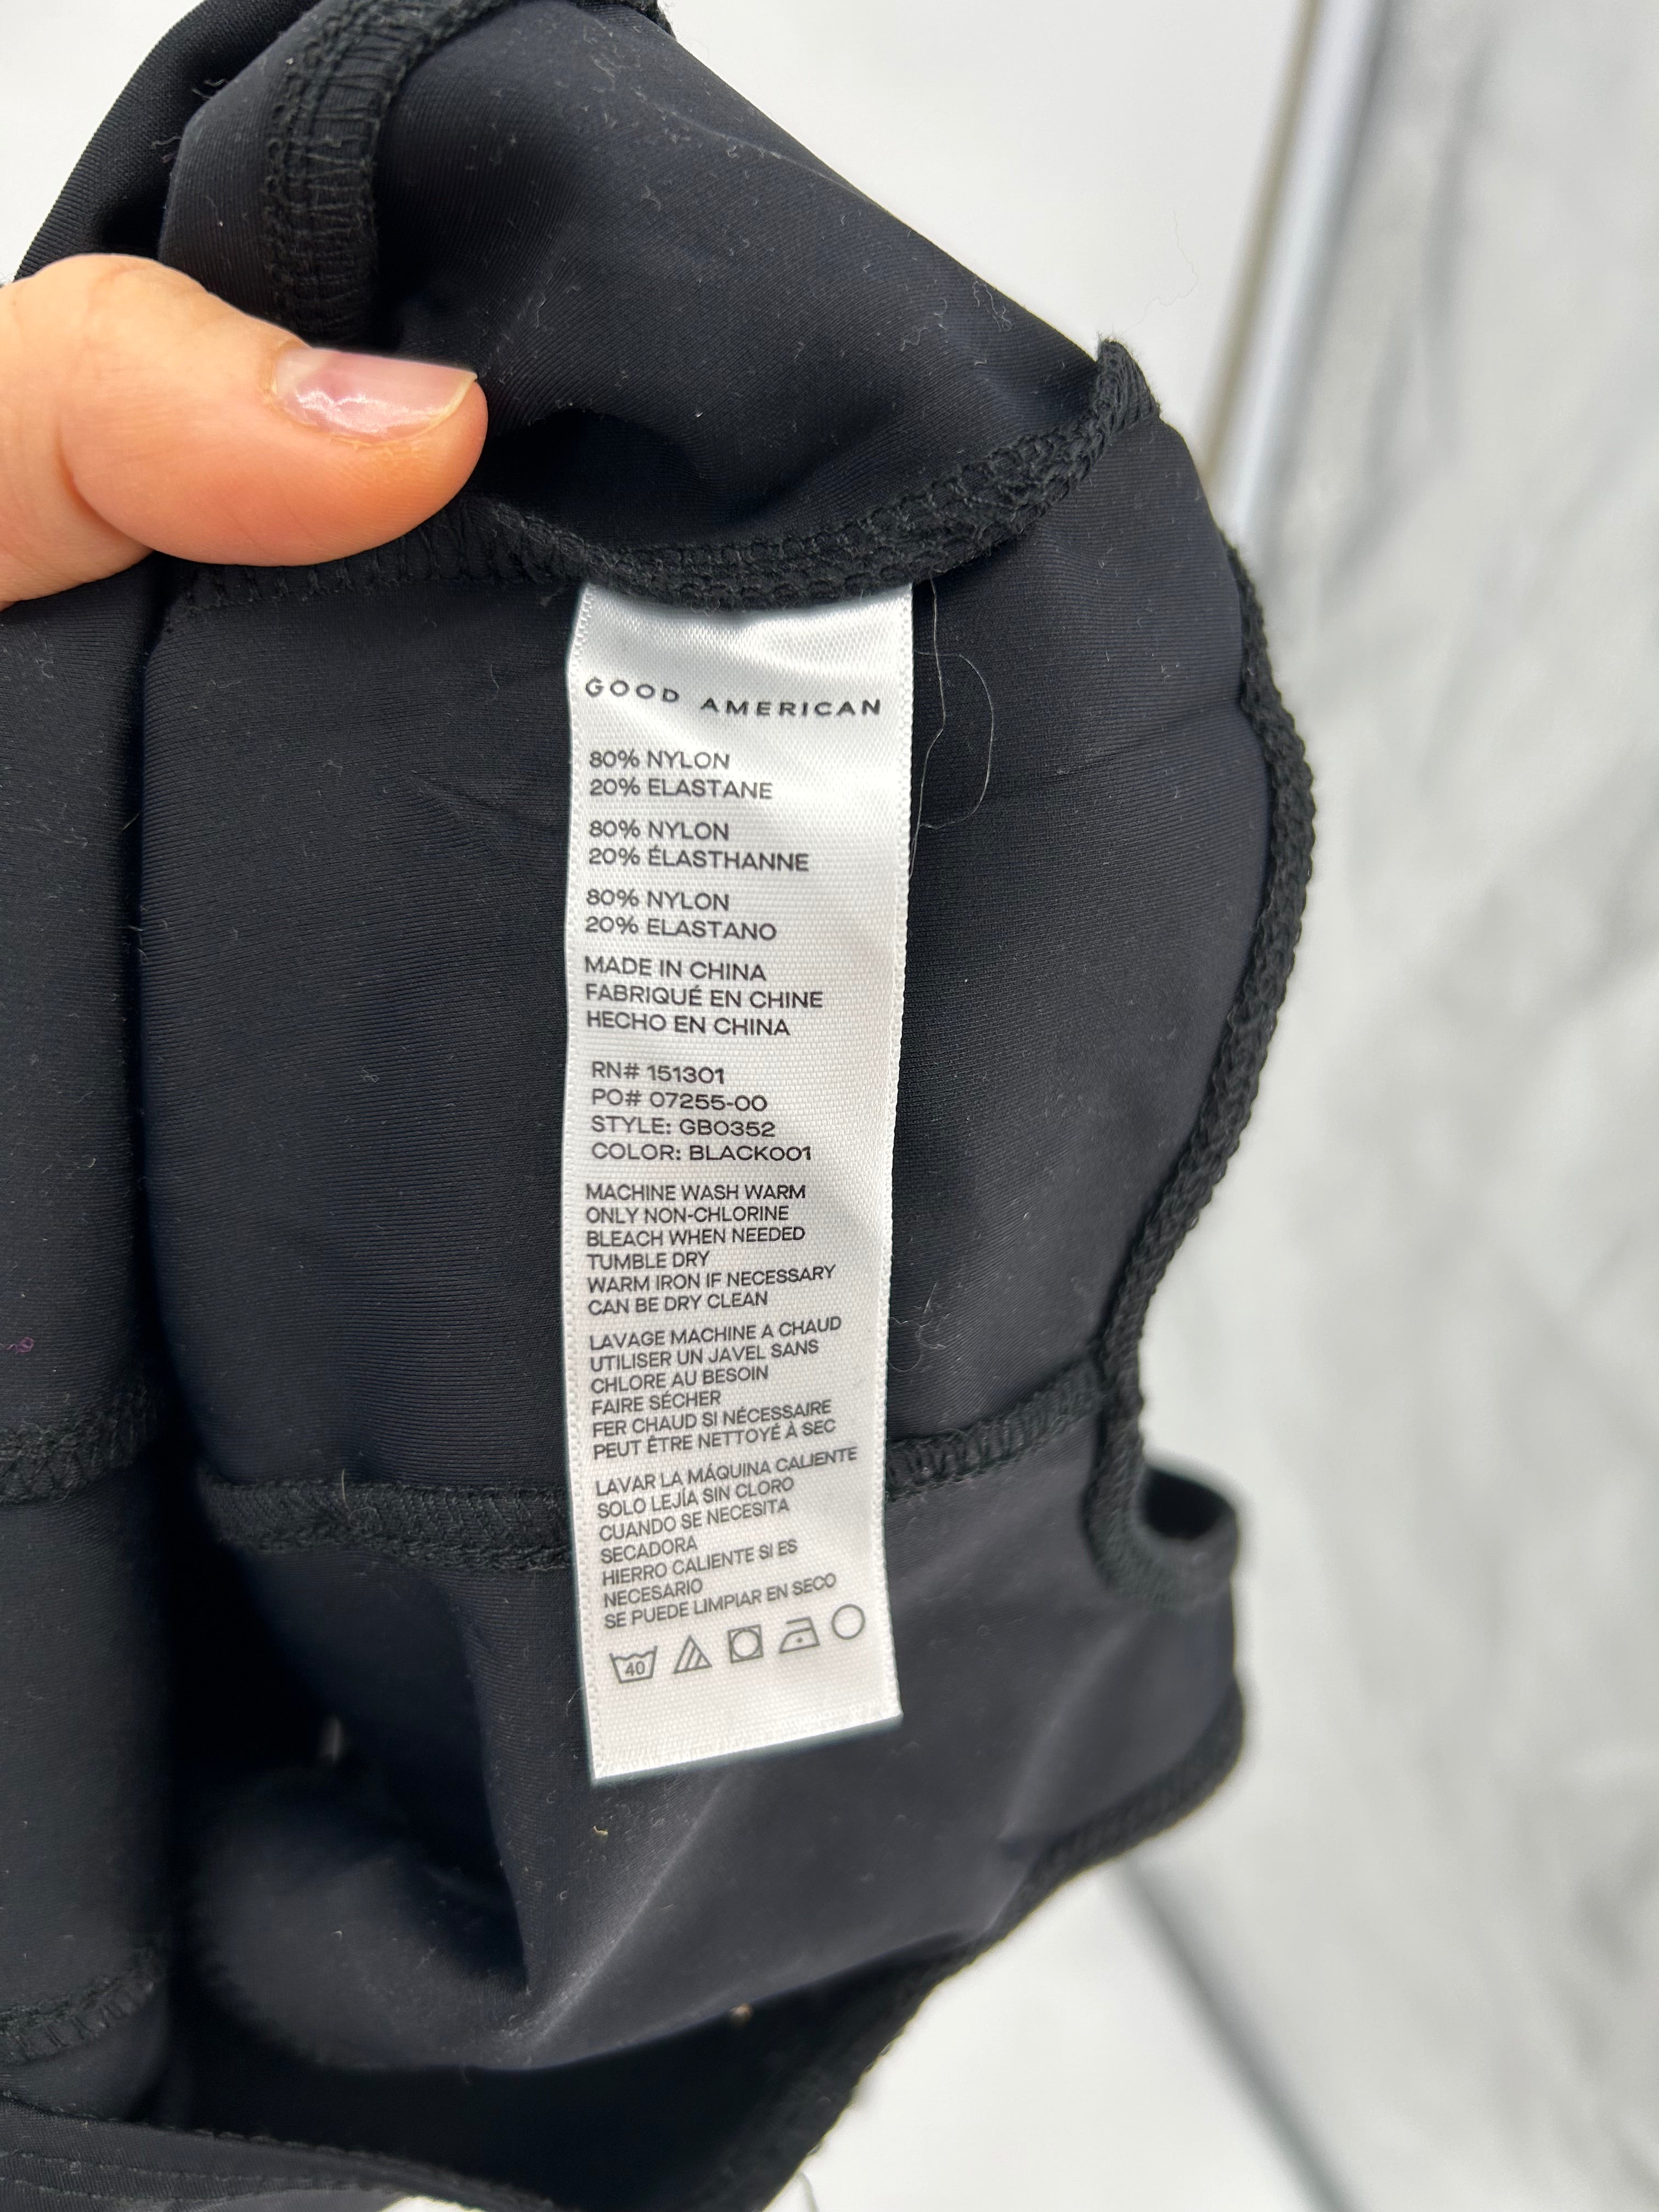 GOOD AMERICAN
80% NYLON
20% ELASTANE
80% NYLON
20% ÉLASTHANNE
80% NYLON
20% ELASTANO
MADE IN CHINA
FABRIQUÉ EN CHINE
HECHO EN CHINA
RN# 151301
PO# 07255-00
STYLE: GB0352
COLOR: BLACK001
MACHINE WASH WARM
ONLY NON-CHLORINE
BLEACH WHEN NEEDED
TUMBLE DRY
WARM IRON IF NECESSARY
CAN BE DRY CLEAN
LAVAGE MACHINE A CHAUD
UTILISER UN JAVEL SANS
CHLORE AU BESOIN
FAIRE SÉCHER
FER CHAUD SI NÉCESSAIRE
PEUT ÊTRE NETTOYÉ À SEC
LAVAR LA MÁQUINA CALIENTE
SOLO LEJÍA SIN CLORO
CUANDO SE NECESITA
SECADORA
HIERRO CALIENTE SI ES
NECESARIO
SE PUEDE LIMPIAR EN SECO
40